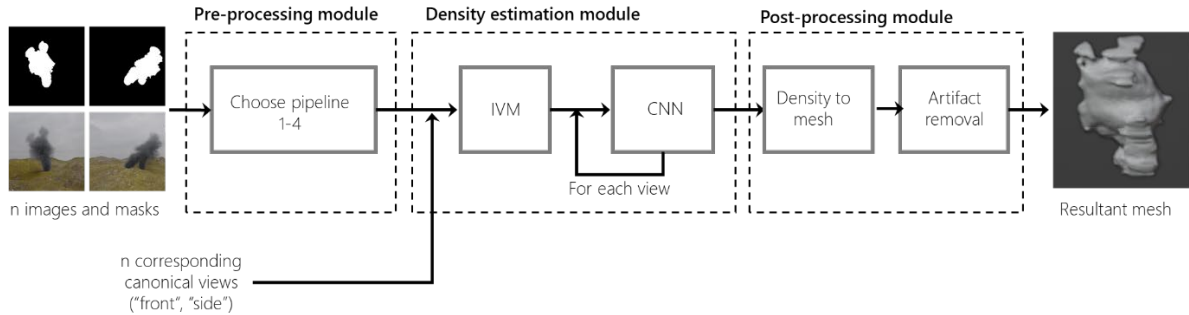 Pre-processing module
Density estimation module
Post-processing module
Choose pipeline
1-4
IVM
CNN
Density to
mesh
Artifact
removal
For each view
n images and masks
Resultant mesh
n corresponding
canonical views
(“front”, “side”)